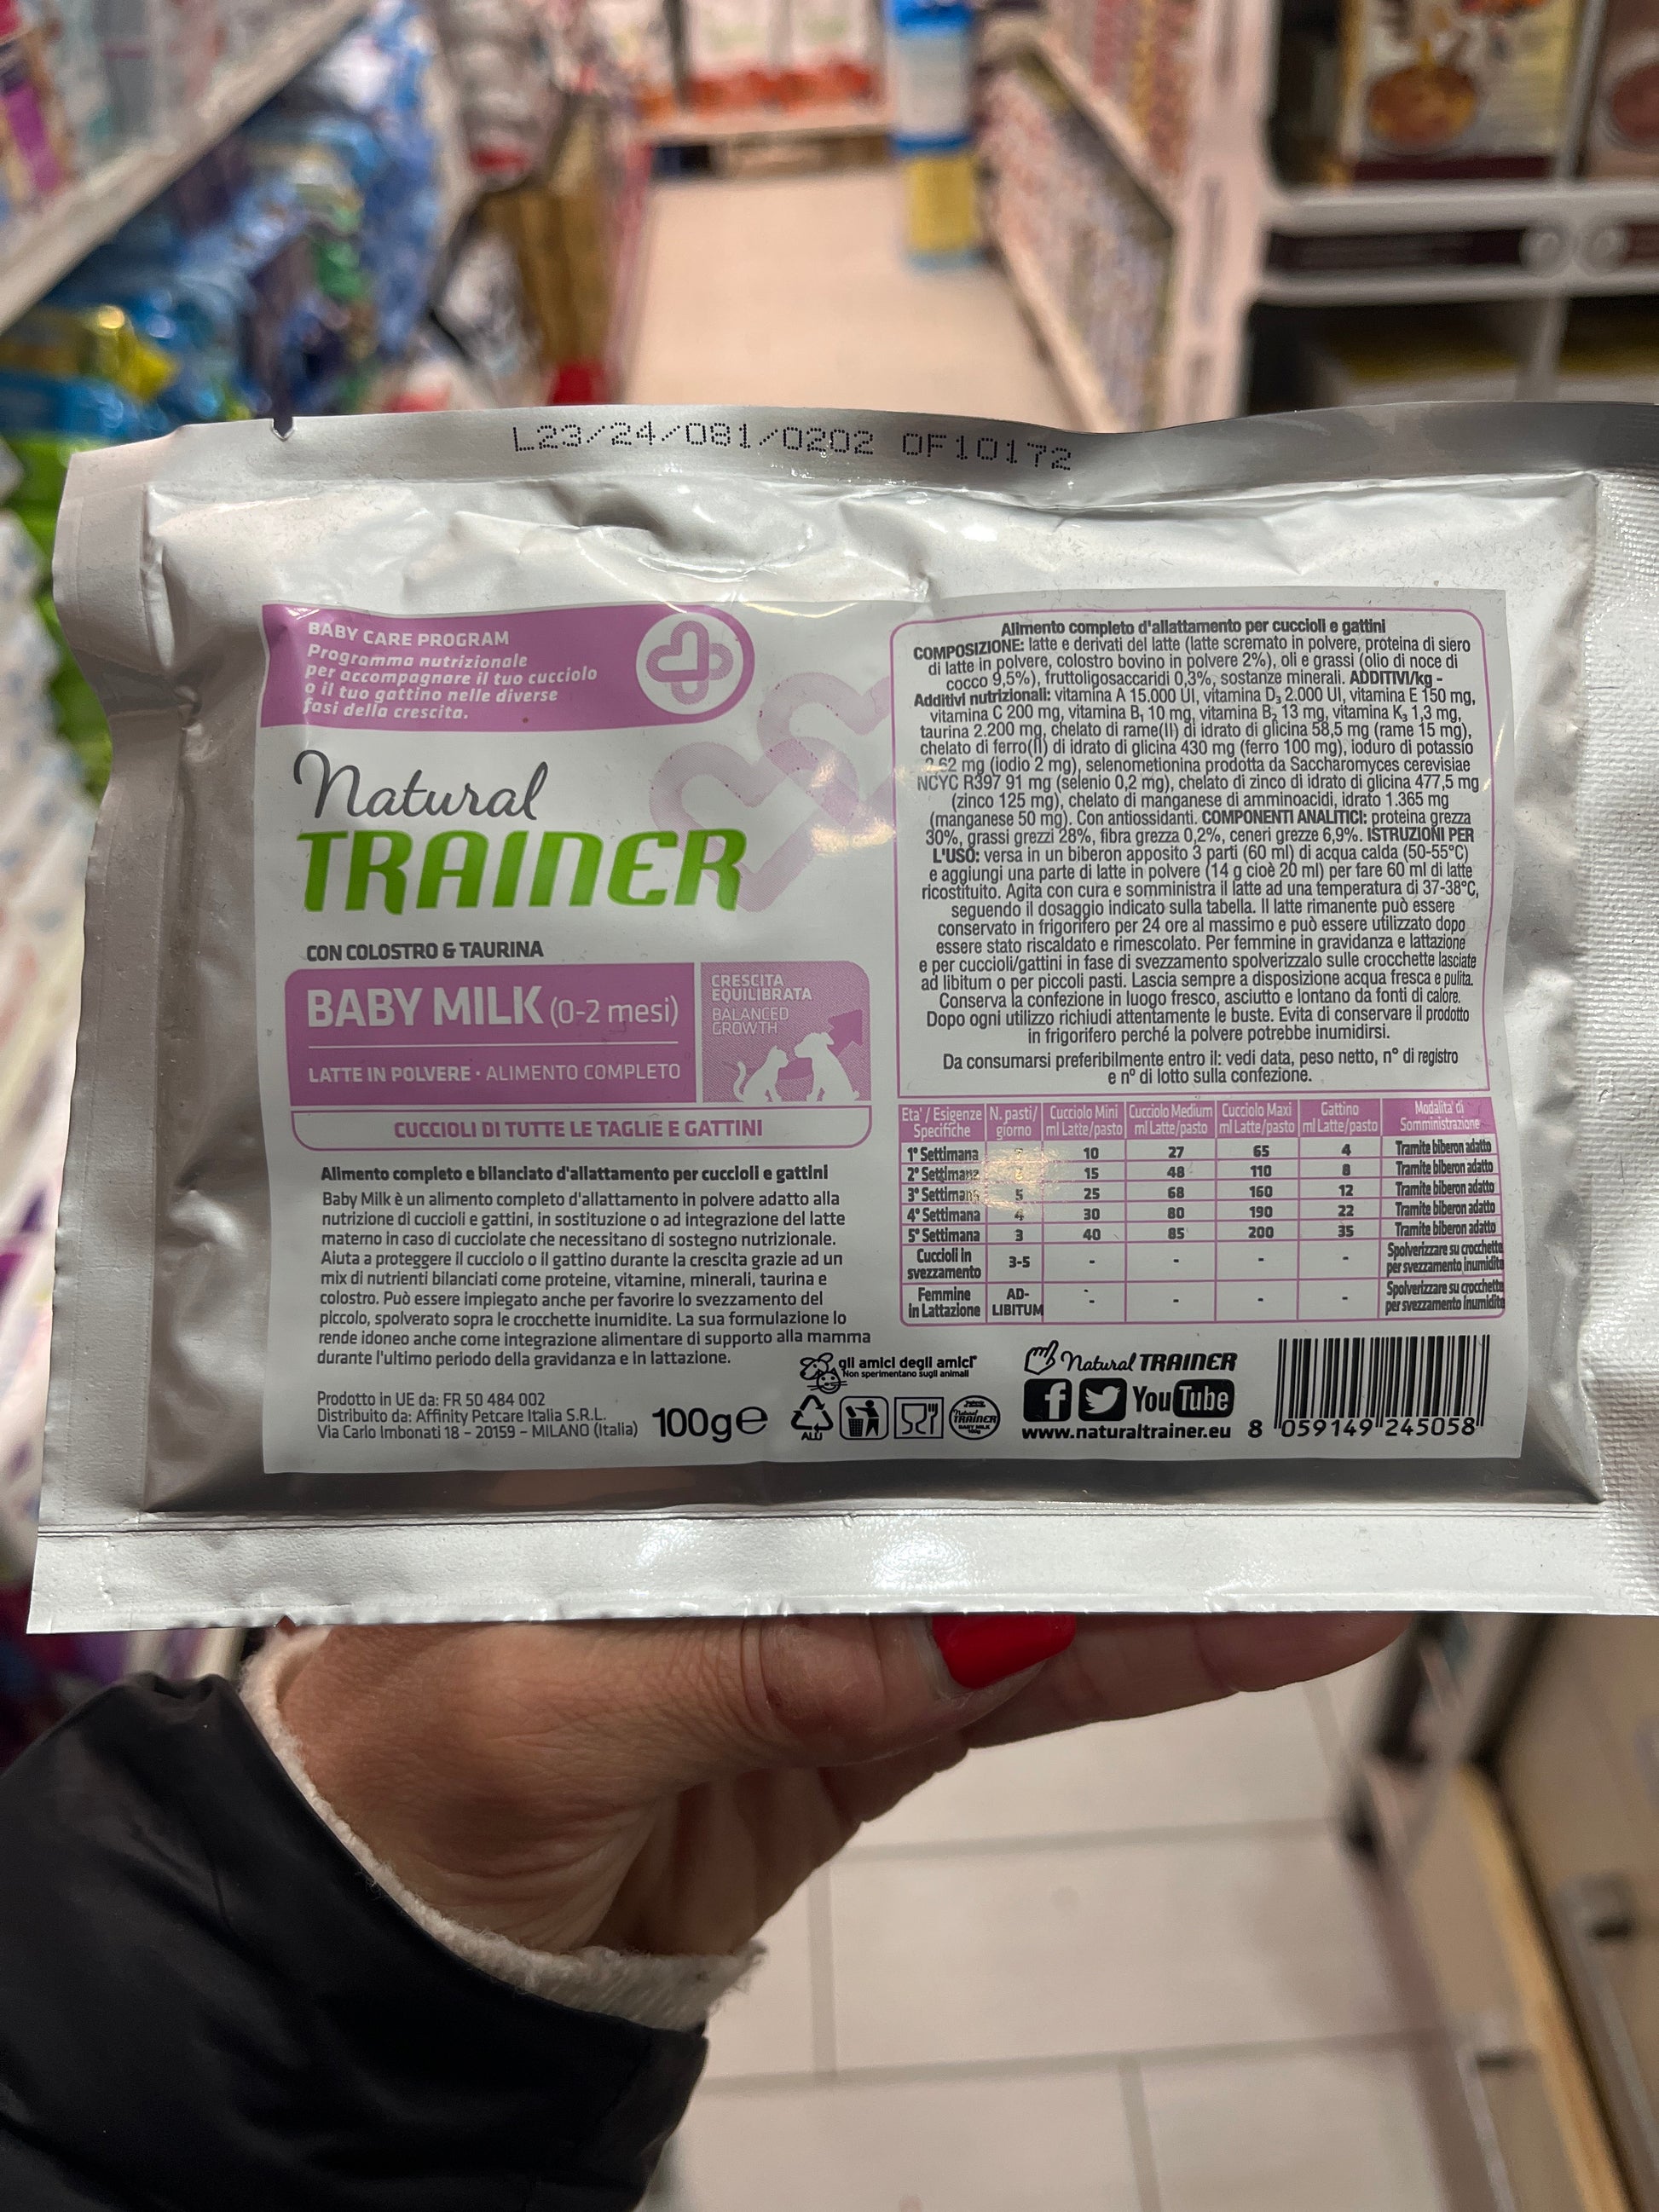 L23/24/081/0202 OF10172
BABY CARE PROGRAM
Programma nutrizionale
per accompagnare il tuo cucciolo
o il tuo gattino nelle diverse
fasi della crescita.
Natural
TRAINER
CON COLOSTRO & TAURINA
BABY MILK (0-2 mesi)
LATTE IN POLVERE • ALIMENTO COMPLETO
CRESCITA
EQUILIBRATA
BALANCED
GROWTH
CUCCIOLI DI TUTTE LE TAGLIE E GATTINI
Alimento completo e bilanciato d'allattamento per cuccioli e gattini
Baby Milk è un alimento completo d'allattamento in polvere adatto alla
nutrizione di cuccioli e gattini, in sostituzione o ad integrazione del latte
materno in caso di cucciolate che necessitano di sostegno nutrizionale.
Aiuta a proteggere il cucciolo o il gattino durante la crescita grazie ad un
mix di nutrienti bilanciati come proteine, vitamine, minerali, taurina e
colostro. Può essere impiegato anche per favorire lo svezzamento del
piccolo, spolverato sopra le crocchette inumidite. La sua formulazione lo
rende idoneo anche come integrazione alimentare di supporto alla mamma
durante l'ultimo periodo della gravidanza e in lattazione.
Prodotto in UE da: FR 50 484 002
Distribuito da: Affinity Petcare Italia S.R.L.
Via Carlo Imbonati 18 - 20159 - MILANO (Italia)
100g e
gli amici degli amici
Non sperimentano sugli animali
ALU
Natural
TRAINER
BABY MILK
Alimento completo d'allattamento per cuccioli e gattini
COMPOSIZIONE: latte e derivati del latte (latte scremato in polvere, proteina di siero
di latte in polvere, colostro bovino in polvere 2%), oli e grassi (olio di noce di
cocco 9,5%), fruttoligosaccaridi 0,3%, sostanze minerali. ADDITIVI/kg -
Additivi nutrizionali: vitamina A 15.000 UI, vitamina D3 2.000 UI, vitamina E 150 mg,
vitamina C 200 mg, vitamina B1 10 mg, vitamina B2 13 mg, vitamina K3 1,3 mg,
taurina 2.200 mg, chelato di rame(II) di idrato di glicina 58,5 mg (rame 15 mg),
chelato di ferro(II) di idrato di glicina 430 mg (ferro 100 mg), ioduro di potassio
2,62 mg (iodio 2 mg), selenometionina prodotta da Saccharomyces cerevisiae
NCYC R397 91 mg (selenio 0,2 mg), chelato di zinco di idrato di glicina 477,5 mg
(zinco 125 mg), chelato di manganese di amminoacidi, idrato 1.365 mg
(manganese 50 mg). Con antiossidanti. COMPONENTI ANALITICI: proteina grezza
30%, grassi grezzi 28%, fibra grezza 0,2%, ceneri grezze 6,9%. ISTRUZIONI PER
L'USO: versa in un biberon apposito 3 parti (60 ml) di acqua calda (50-55°C)
e aggiungi una parte di latte in polvere (14 g cioè 20 ml) per fare 60 ml di latte
ricostituito. Agita con cura e somministra il latte ad una temperatura di 37-38°C,
seguendo il dosaggio indicato sulla tabella. Il latte rimanente può essere
conservato in frigorifero per 24 ore al massimo e può essere utilizzato dopo
essere stato riscaldato e rimescolato. Per femmine in gravidanza e lattazione
e per cuccioli/gattini in fase di svezzamento spolverizzalo sulle crocchette lasciate
ad libitum o per piccoli pasti. Lascia sempre a disposizione acqua fresca e pulita.
Conserva la confezione in luogo fresco, asciutto e lontano da fonti di calore.
Dopo ogni utilizzo richiudi attentamente le buste. Evita di conservare il prodotto
in frigorifero perché la polvere potrebbe inumidirsi.
Da consumarsi preferibilmente entro il: vedi data, peso netto, n° di registro
e n° di lotto sulla confezione.
Eta' / Esigenze N. pasti/ Cucciolo Mini Cucciolo Medium Cucciolo Maxi Gattino Modalita' di
Specifiche giorno ml Latte/pasto ml Latte/pasto ml Latte/pasto ml Latte/pasto Somministrazione
1° Settimana 10 27 65 4 Tramite biberon adatto
2° Settimana 15 48 110 8 Tramite biberon adatto
3° Settimana 5 25 68 160 12 Tramite biberon adatto
4° Settimana 4 30 80 190 22 Tramite biberon adatto
5° Settimana 3 40 85 200 35 Tramite biberon adatto
Cuccioli in svezzamento 3-5 - - - - Spolverizzare su crocchette per svezzamento inumidite
Femmine in Lattazione AD-LIBITUM - - - - Spolverizzare su crocchette per svezzamento inumidite
Natural TRAINER
f YouTube
www.naturaltrainer.eu
8 059149 245058